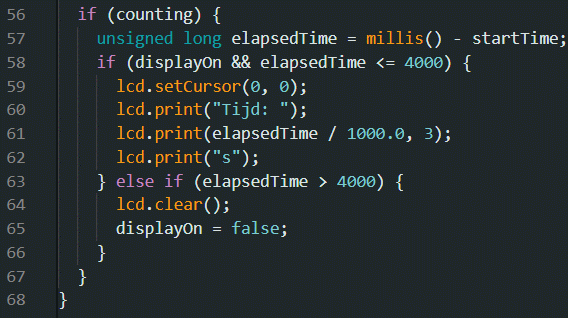 56 if (counting) {
57 unsigned long elapsedTime = millis() - startTime;
58 if (displayOn && elapsedTime <= 4000) {
59 lcd.setCursor(0, 0);
60 lcd.print("Tijd: ");
61 lcd.print(elapsedTime / 1000.0, 3);
62 lcd.print("s");
63 } else if (elapsedTime > 4000) {
64 lcd.clear();
65 displayOn = false;
66 }
67 }
68 }